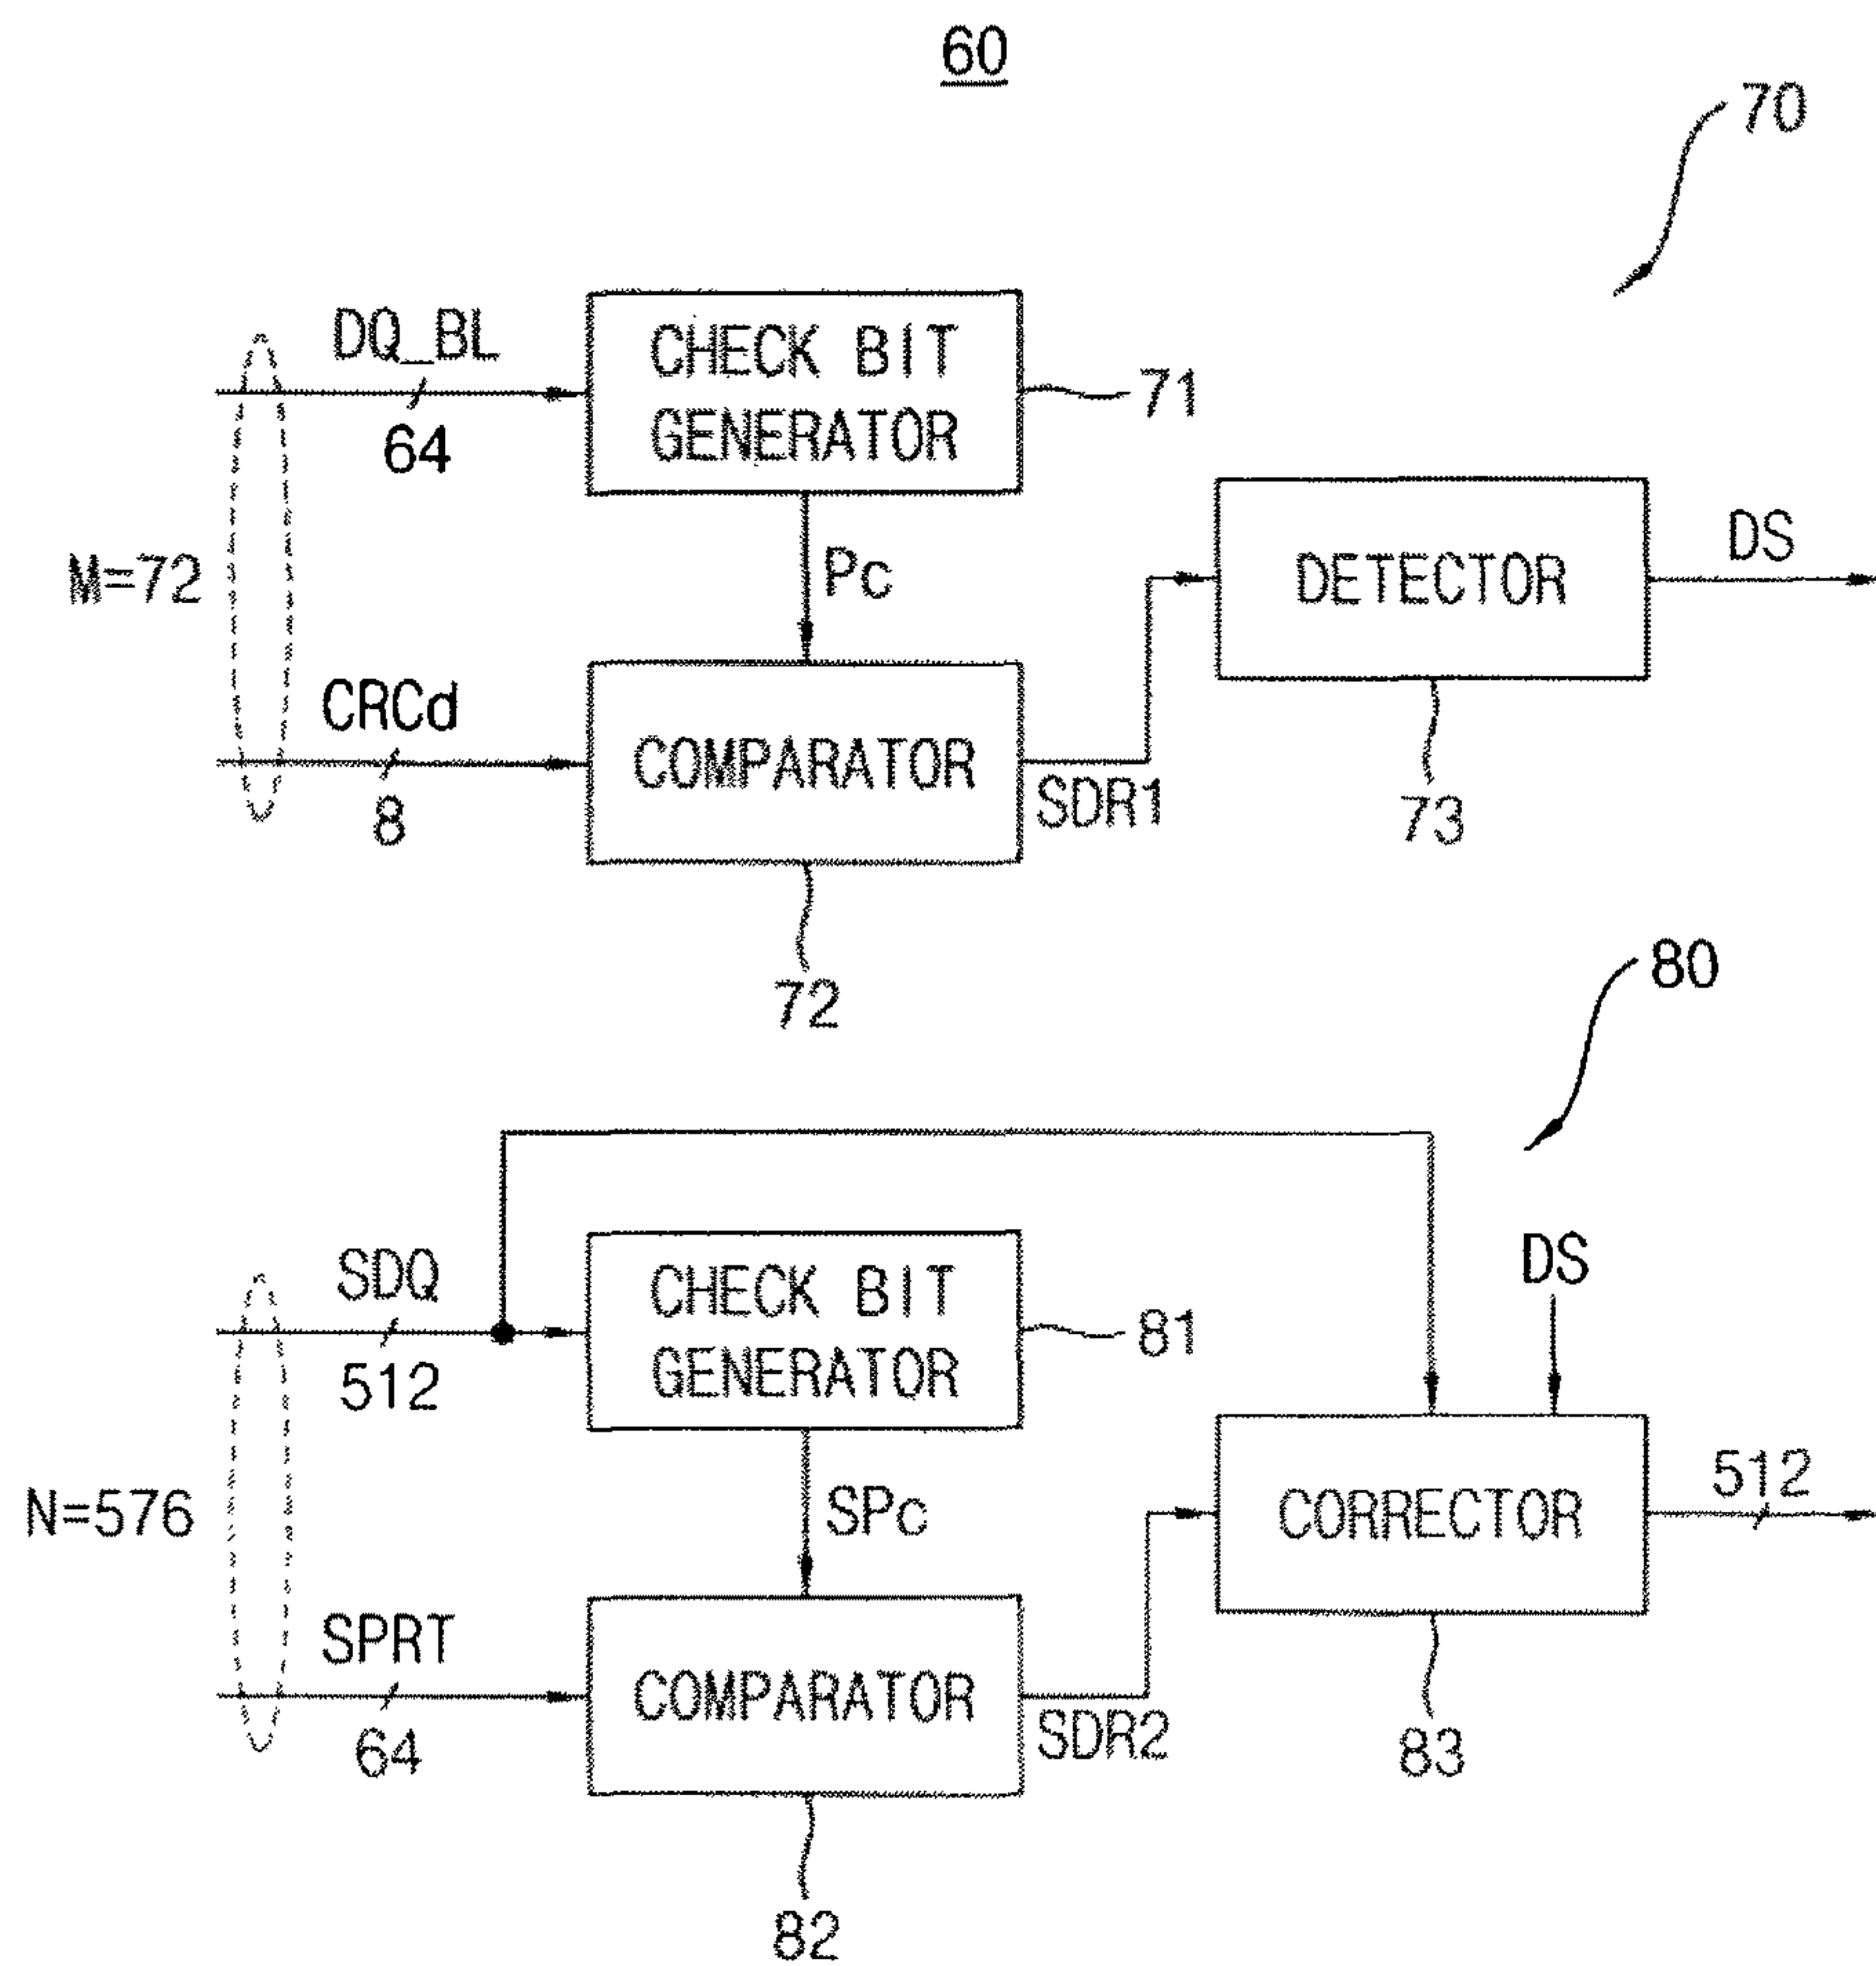 60
70
DQ_BL
64
CHECK BIT
GENERATOR
71
M=72
Pc
DETECTOR
DS
73
CRCd
8
COMPARATOR
SDR1
72
80
SDQ
512
CHECK BIT
GENERATOR
81
DS
N=576
SPc
CORRECTOR
512
83
SPRT
64
COMPARATOR
SDR2
82